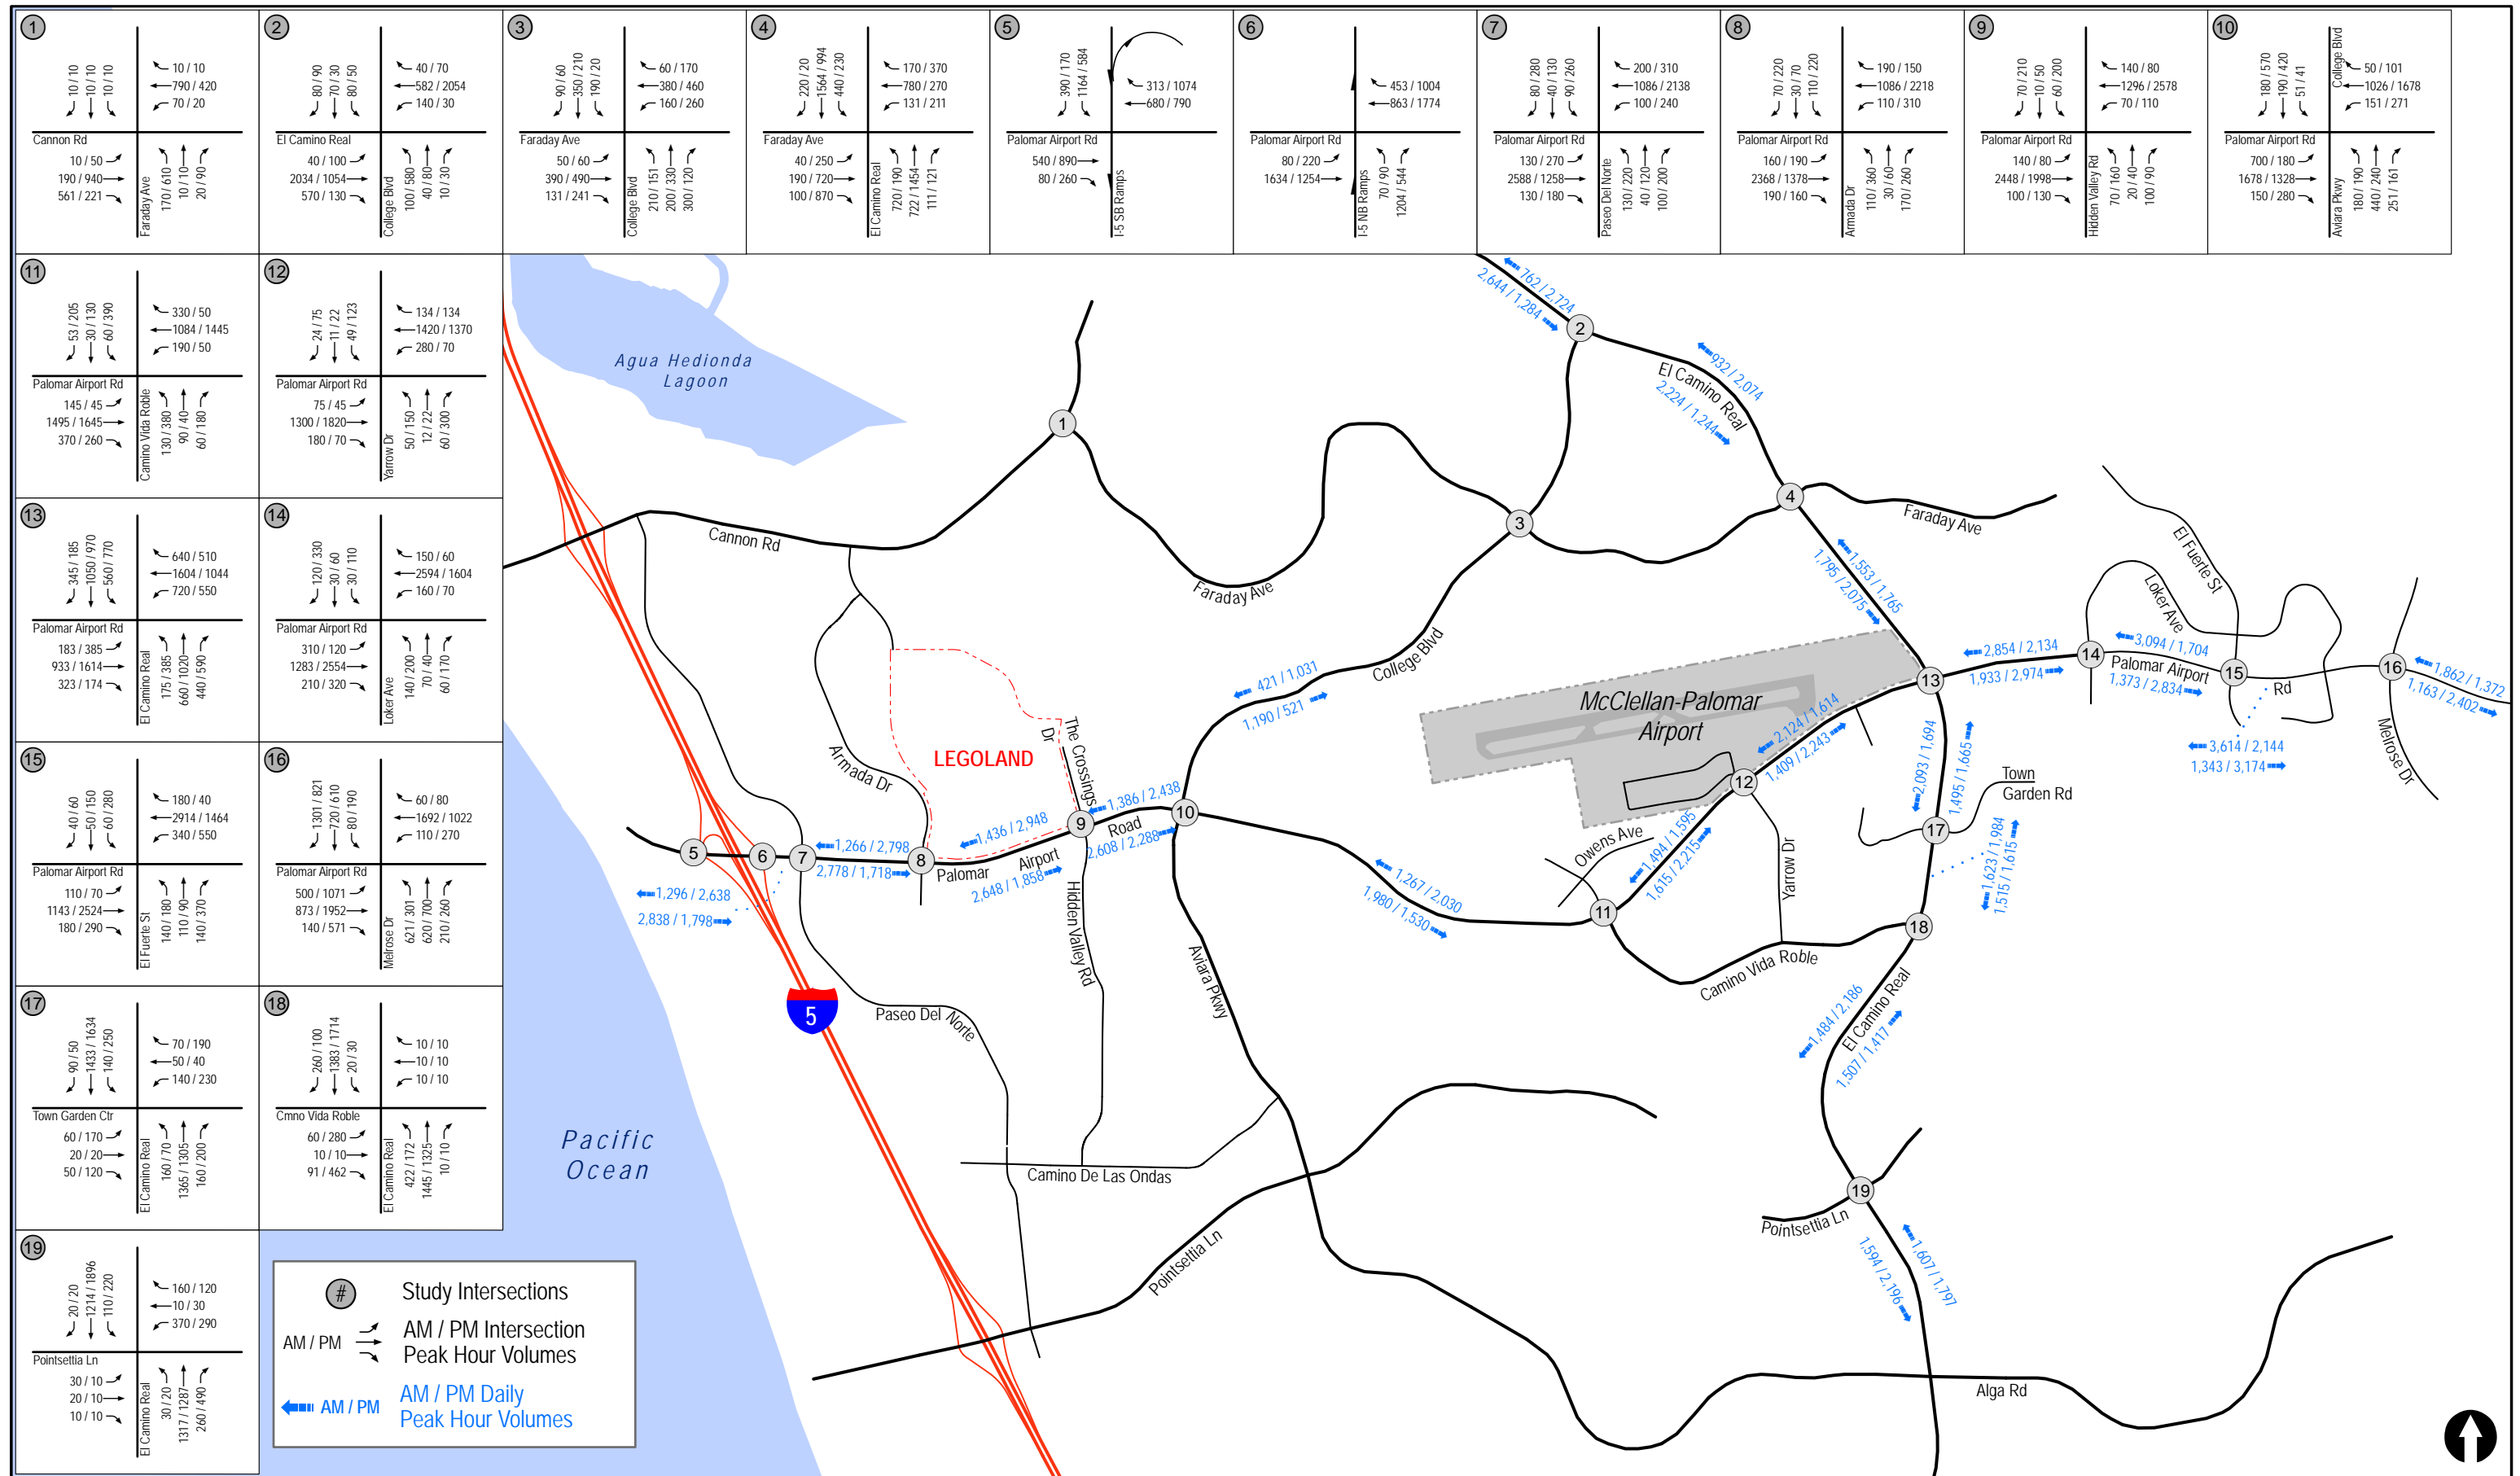 1
10 / 10
10 / 10
10 / 10
10 / 10
790 / 420
70 / 20
Cannon Rd
10 / 50
190 / 940
561 / 221
Faraday Ave
170 / 610
10 / 110
20 / 90
2
80 / 90
70 / 30
80 / 50
40 / 70
582 / 2054
140 / 30
El Camino Real
40 / 100
2034 / 1054
570 / 130
College Blvd
100 / 580
40 / 80
10 / 30
3
90 / 60
350 / 210
190 / 20
60 / 170
380 / 460
160 / 260
Faraday Ave
50 / 60
390 / 490
131 / 241
College Blvd
210 / 151
200 / 330
300 / 120
4
220 / 20
1564 / 994
440 / 230
170 / 370
780 / 270
131 / 211
Faraday Ave
40 / 250
190 / 720
100 / 870
El Camino Real
720 / 190
722 / 1454
111 / 121
5
390 / 170
1164 / 584
313 / 1074
680 / 790
Palomar Airport Rd
540 / 890
80 / 260
I-5 SB Ramps
6
453 / 1004
863 / 1774
Palomar Airport Rd
80 / 220
1634 / 1254
I-5 NB Ramps
70 / 90
1204 / 544
7
80 / 280
40 / 130
90 / 260
200 / 310
1086 / 2138
100 / 240
Palomar Airport Rd
130 / 270
2588 / 1258
130 / 180
Paseo Del Norte
130 / 220
40 / 120
100 / 200
8
70 / 220
30 / 70
110 / 220
190 / 150
1086 / 2218
110 / 310
Palomar Airport Rd
160 / 190
2368 / 1378
190 / 160
Armada Dr
110 / 360
30 / 60
170 / 260
9
70 / 210
10 / 50
60 / 200
140 / 80
1296 / 2578
70 / 110
Palomar Airport Rd
140 / 80
2448 / 1998
100 / 130
Hidden Valley Rd
70 / 160
20 / 40
100 / 90
10
180 / 570
190 / 420
51 / 41
College Blvd
50 / 101
1026 / 1678
151 / 271
Palomar Airport Rd
700 / 180
1678 / 1328
150 / 280
Aviara Pkwy
180 / 190
440 / 240
251 / 161
11
553 / 205
30 / 130
60 / 390
330 / 50
1084 / 1445
190 / 50
Palomar Airport Rd
145 / 45
1495 / 1645
370 / 260
Camino Vida Roble
130 / 380
90 / 40
60 / 180
12
24 / 75
11 / 22
49 / 123
134 / 134
1420 / 1370
280 / 70
Palomar Airport Rd
75 / 45
1300 / 1820
180 / 70
Yarrow Dr
50 / 150
12 / 22
60 / 300
13
345 / 185
1050 / 970
560 / 770
640 / 510
1604 / 1044
720 / 550
Palomar Airport Rd
183 / 385
933 / 1614
323 / 174
El Camino Real
175 / 385
660 / 1020
440 / 590
14
120 / 330
30 / 60
30 / 110
150 / 60
2594 / 1604
160 / 70
Palomar Airport Rd
310 / 120
1283 / 2554
210 / 320
Loker Ave
140 / 200
70 / 40
60 / 170
15
40 / 60
50 / 150
60 / 280
180 / 40
2914 / 1464
340 / 550
Palomar Airport Rd
110 / 70
1143 / 2524
180 / 290
El Fuerte St
140 / 180
110 / 90
140 / 370
16
1301 / 821
720 / 610
80 / 190
60 / 80
1692 / 1022
110 / 270
Palomar Airport Rd
500 / 1071
873 / 1952
140 / 571
Melrose Dr
621 / 301
620 / 700
210 / 260
17
90 / 50
1433 / 1634
140 / 250
70 / 190
50 / 40
140 / 230
Town Garden Ctr
60 / 170
20 / 20
50 / 120
El Camino Real
160 / 70
1365 / 1305
160 / 200
18
260 / 100
1383 / 1714
20 / 30
10 / 10
10 / 10
10 / 10
Cmno Vida Roble
60 / 280
10 / 10
91 / 462
El Camino Real
422 / 172
1445 / 1325
10 / 10
19
20 / 20
1214 / 1896
110 / 220
160 / 120
10 / 30
370 / 290
Pointsettia Ln
30 / 10
20 / 10
10 / 10
El Camino Real
30 / 20
1317 / 1287
260 / 490
#
Study Intersections
AM / PM
AM / PM Intersection
Peak Hour Volumes
AM / PM
AM / PM Daily
Peak Hour Volumes
Agua Hedionda
Lagoon
Pacific
Ocean
762 / 2,724
2,644 / 1,284
2
932 / 2,074
El Camino Real
2,224 / 1,244
1
3
4
Cannon Rd
Faraday Ave
Faraday Ave
1,553 / 1,765
1,795 / 2,075
El Fuerte St
Loker Ave
College Blvd
421 / 1,031
1,190 / 521
McClellan-Palomar
Airport
13
2,854 / 2,134
1,933 / 2,974
14
3,094 / 1,704
Palomar Airport
Rd
1,373 / 2,834
15
16
1,862 / 1,372
1,163 / 2,402
Melrose Dr
3,614 / 2,144
1,343 / 3,174
2,124 / 1,614
1,409 / 2,243
12
2,093 / 1,694
1,495 / 1,665
Town
Garden Rd
17
1,623 / 1,984
1,515 / 1,615
The Crossings
Dr
LEGOLAND
Armada Dr
5
6
7
1,266 / 2,798
2,778 / 1,718
8
1,436 / 2,948
Palomar
Airport
Road
2,648 / 1,858
9
1,386 / 2,438
2,608 / 2,288
10
1,296 / 2,638
2,838 / 1,798
1,267 / 2,030
1,980 / 1,530
Owens Ave
1,494 / 1,595
1,615 / 2,215
11
Yarrow Dr
18
Camino Vida Roble
Hidden Valley Rd
Aviara Pkwy
5
Paseo Del Norte
1,484 / 2,186
El Camino Real
1,507 / 1,417
Camino De Las Ondas
Pointsettia Ln
19
Pointsettia Ln
1,607 / 1,797
1,594 / 2,196
Alga Rd